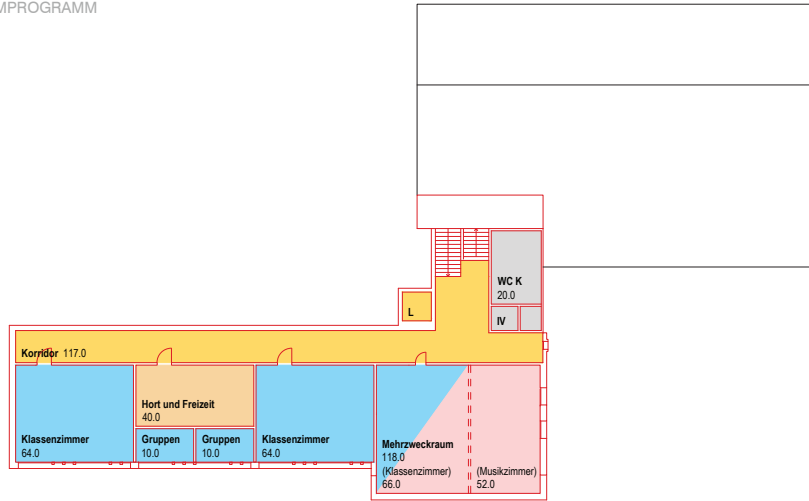 MPROGRAMM
WC K
20.0
L
IV
Korridor 117.0
Hort und Freizeit
40.0
Klassenzimmer
64.0
Gruppen
10.0
Gruppen
10.0
Klassenzimmer
64.0
Mehrzweckraum
118.0
(Klassenzimmer)
66.0
(Musikzimmer)
52.0